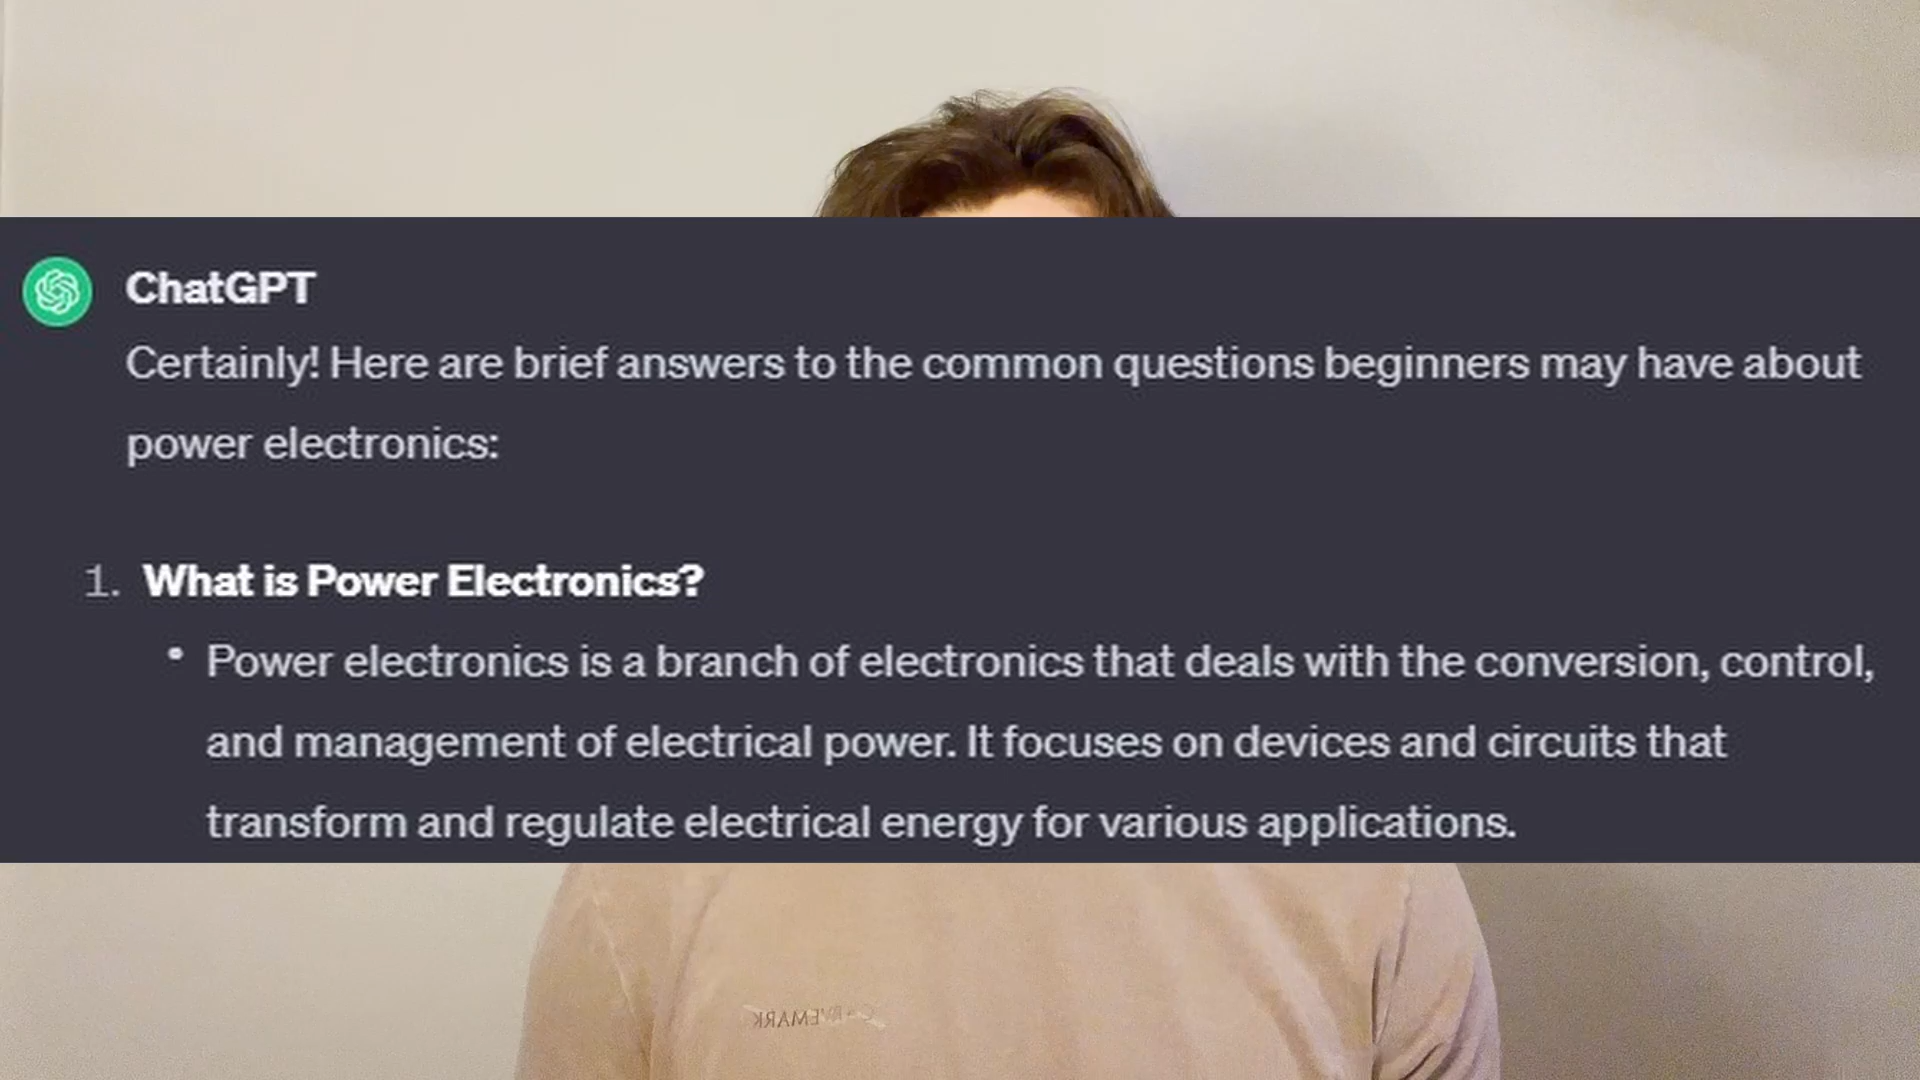 ChatGPT
Certainly! Here are brief answers to the common questions beginners may have about
power electronics:
1. What is Power Electronics?
• Power electronics is a branch of electronics that deals with the conversion, control,
and management of electrical power. It focuses on devices and circuits that
transform and regulate electrical energy for various applications.